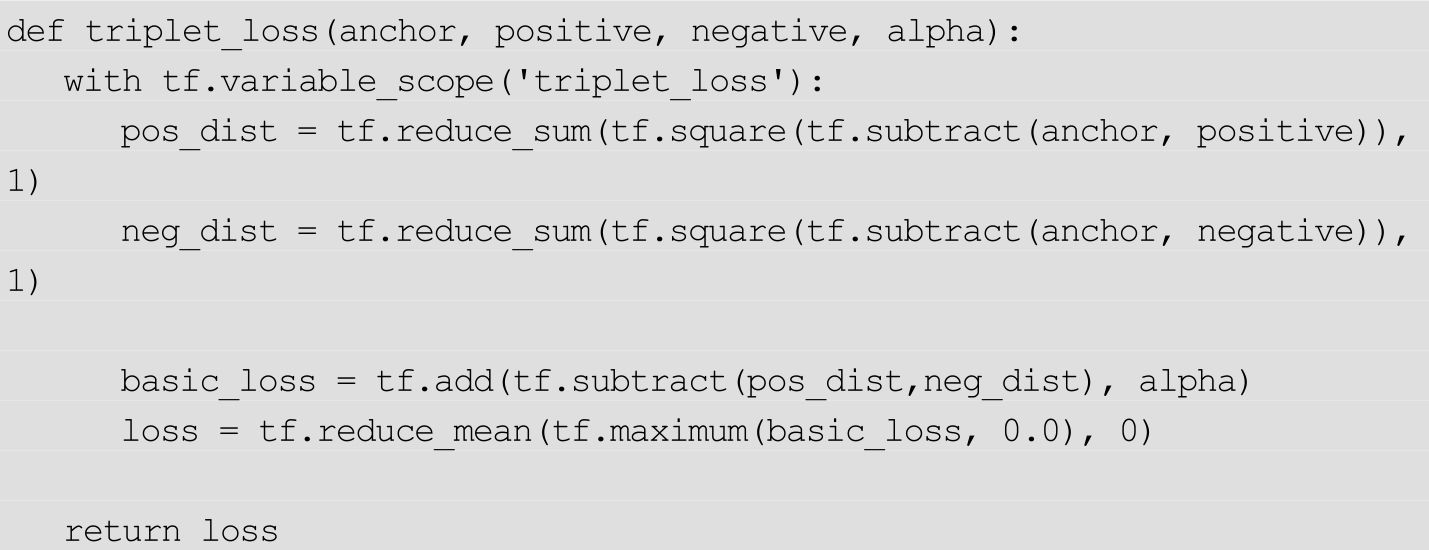 def triplet_loss(anchor, positive, negative, alpha):
   with tf.variable_scope('triplet_loss'):
      pos_dist = tf.reduce_sum(tf.square(tf.subtract(anchor, positive)),
1)
      neg_dist = tf.reduce_sum(tf.square(tf.subtract(anchor, negative)),
1)

      basic_loss = tf.add(tf.subtract(pos_dist,neg_dist), alpha)
      loss = tf.reduce_mean(tf.maximum(basic_loss, 0.0), 0)

   return loss